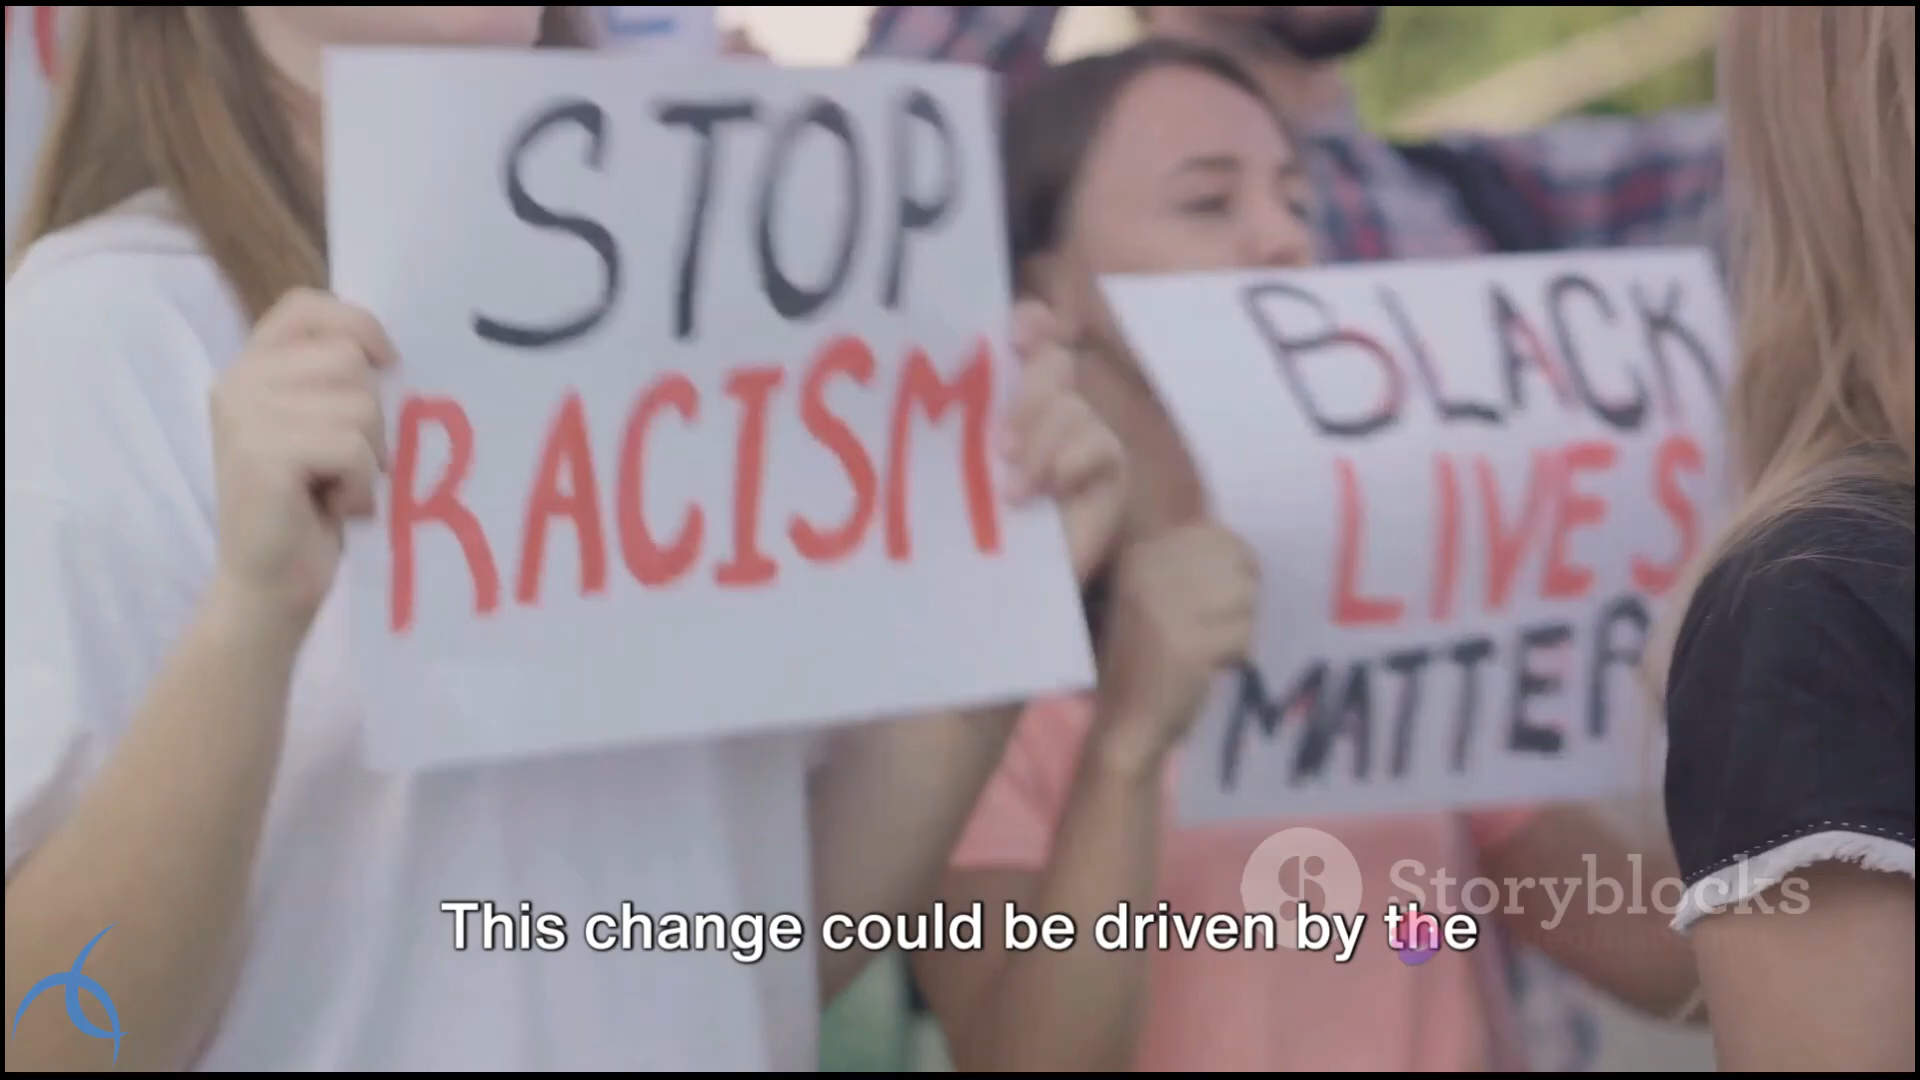 STOP
RACISM
BLACK
LIVES
MATTER
Storyblocks
This change could be driven by the